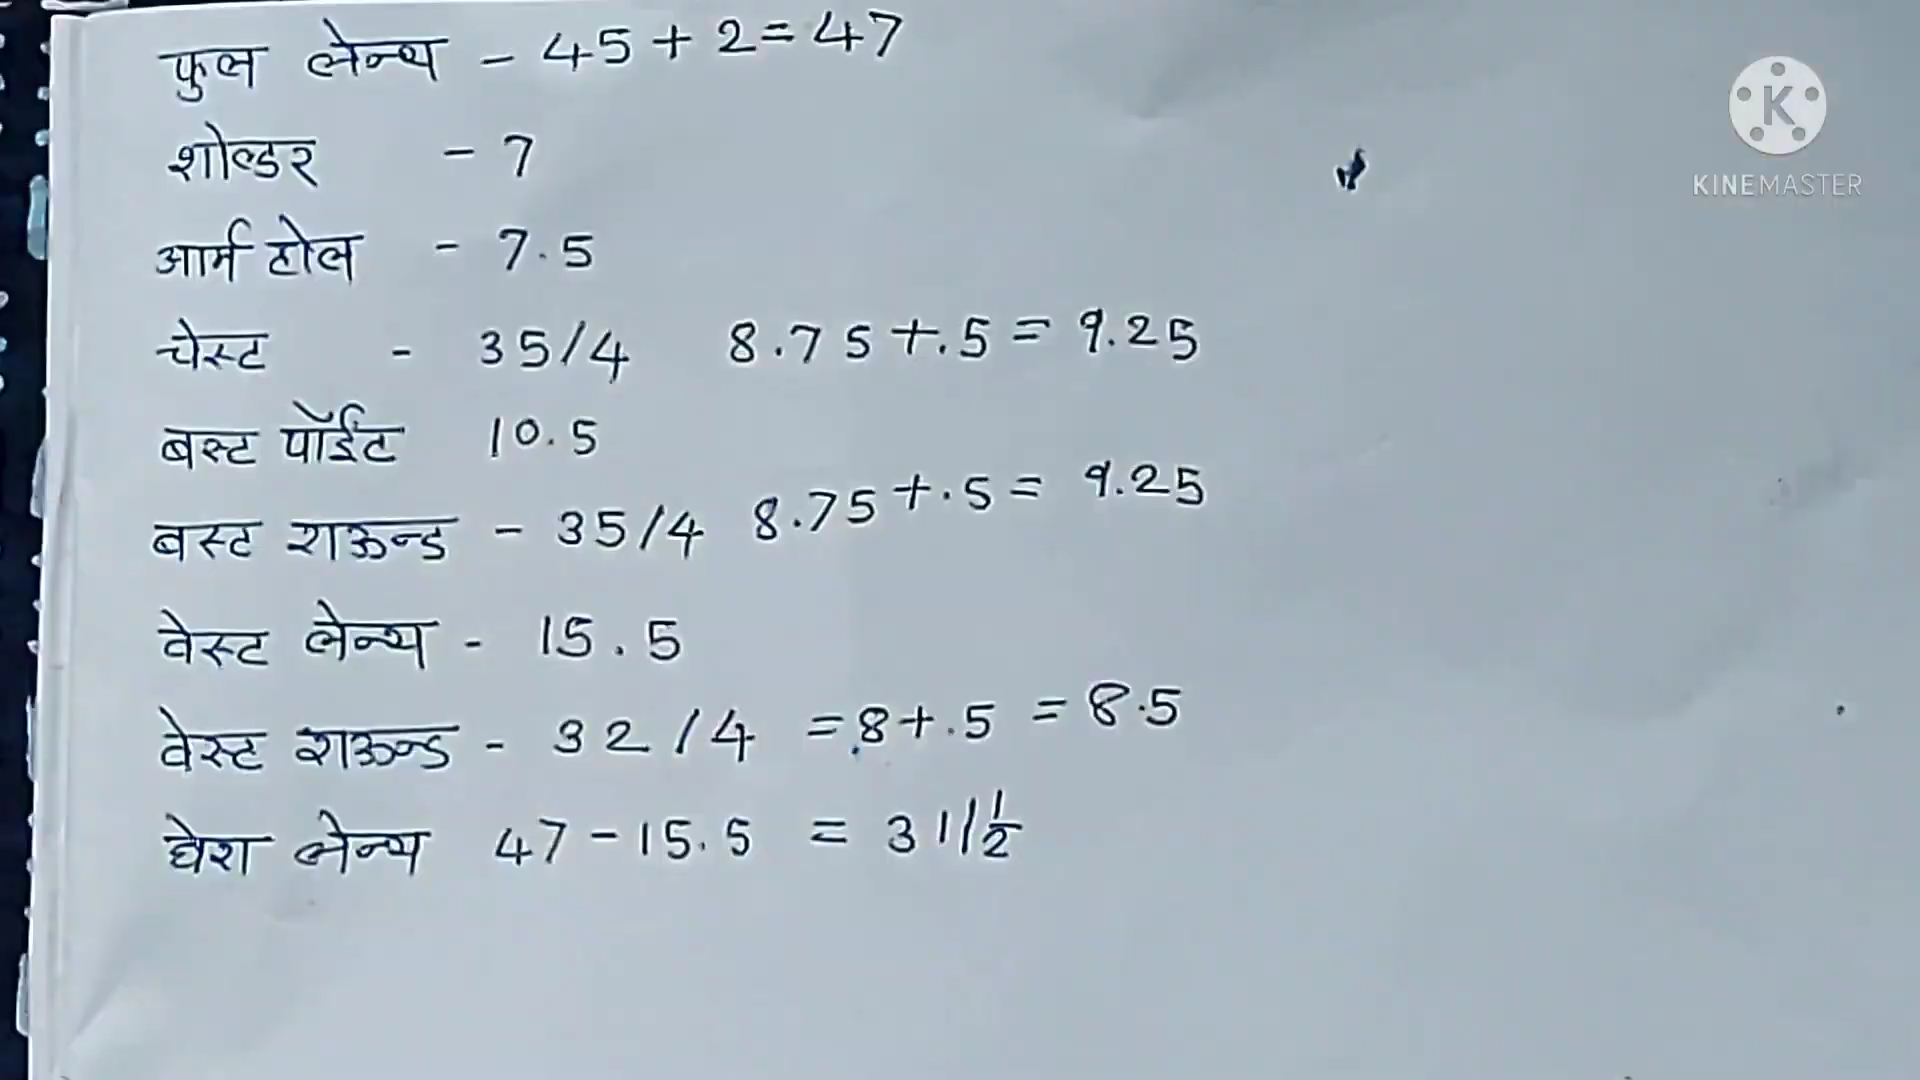 फुल लेन्थ - 45 + 2 = 47
शोल्डर - 7
आर्म होल - 7.5
चेस्ट - 35/4 8.75 + .5 = 9.25
बस्ट पॉईंट 10.5
बस्ट राऊन्ड - 35/4 8.75 + .5 = 9.25
वेस्ट लेन्थ - 15.5
वेस्ट राऊन्ड - 32/4 = 8 + .5 = 8.5
घेरा लेन्थ 47 - 15.5 = 31/½
K
KINEMASTER